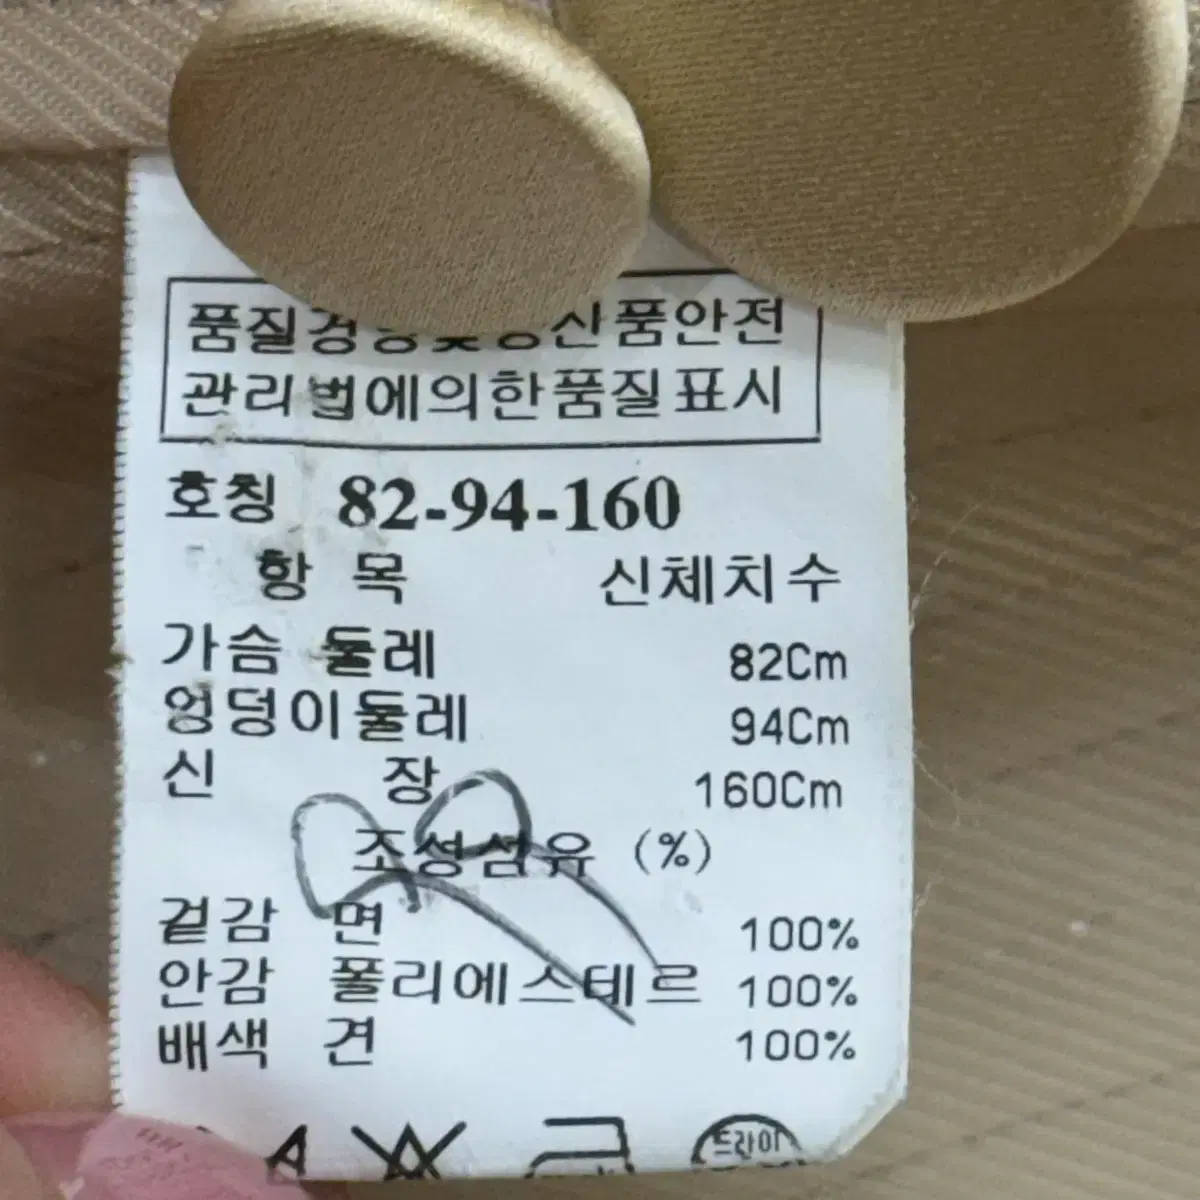 품질경영및공산품안전
관리법에의한품질표시
호칭 82-94-160
항 목 신체치수
가슴 둘레 82Cm
엉덩이둘레 94Cm
신 장 160Cm
조성섬유 (%)
겉감 면 100%
안감 폴리에스테르 100%
배색 견 100%
드라이